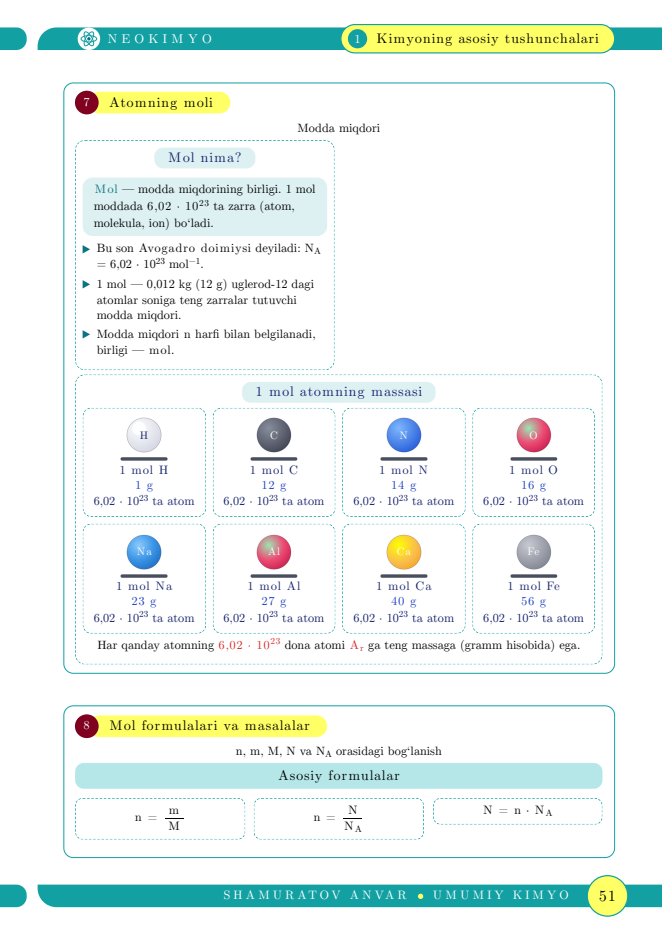 NEOKIMYO
1 Kimyoning asosiy tushunchalari
7 Atomning moli
Modda miqdori
Mol nima?
Mol — modda miqdorining birligi. 1 mol
moddada 6,02 · 10²³ ta zarra (atom,
molekula, ion) bo‘ladi.
▶ Bu son Avogadro doimiysi deyiladi: N_A
= 6,02 · 10²³ mol⁻¹.
▶ 1 mol — 0,012 kg (12 g) uglerod-12 dagi
atomlar soniga teng zarralar tutuvchi
modda miqdori.
▶ Modda miqdori n harfi bilan belgilanadi,
birligi — mol.
1 mol atomning massasi
H C N O
1 mol H 1 mol C 1 mol N 1 mol O
1 g 12 g 14 g 16 g
6,02 · 10²³ ta atom 6,02 · 10²³ ta atom 6,02 · 10²³ ta atom 6,02 · 10²³ ta atom
Na Al Ca Fe
1 mol Na 1 mol Al 1 mol Ca 1 mol Fe
23 g 27 g 40 g 56 g
6,02 · 10²³ ta atom 6,02 · 10²³ ta atom 6,02 · 10²³ ta atom 6,02 · 10²³ ta atom
Har qanday atomning 6,02 · 10²³ dona atomi A_r ga teng massaga (gramm hisobida) ega.
8 Mol formulalari va masalalar
n, m, M, N va N_A orasidagi bog‘lanish
Asosiy formulalar
n = m/M n = N/N_A N = n · N_A
SHAMURATOV ANVAR • UMUMIY KIMYO 51